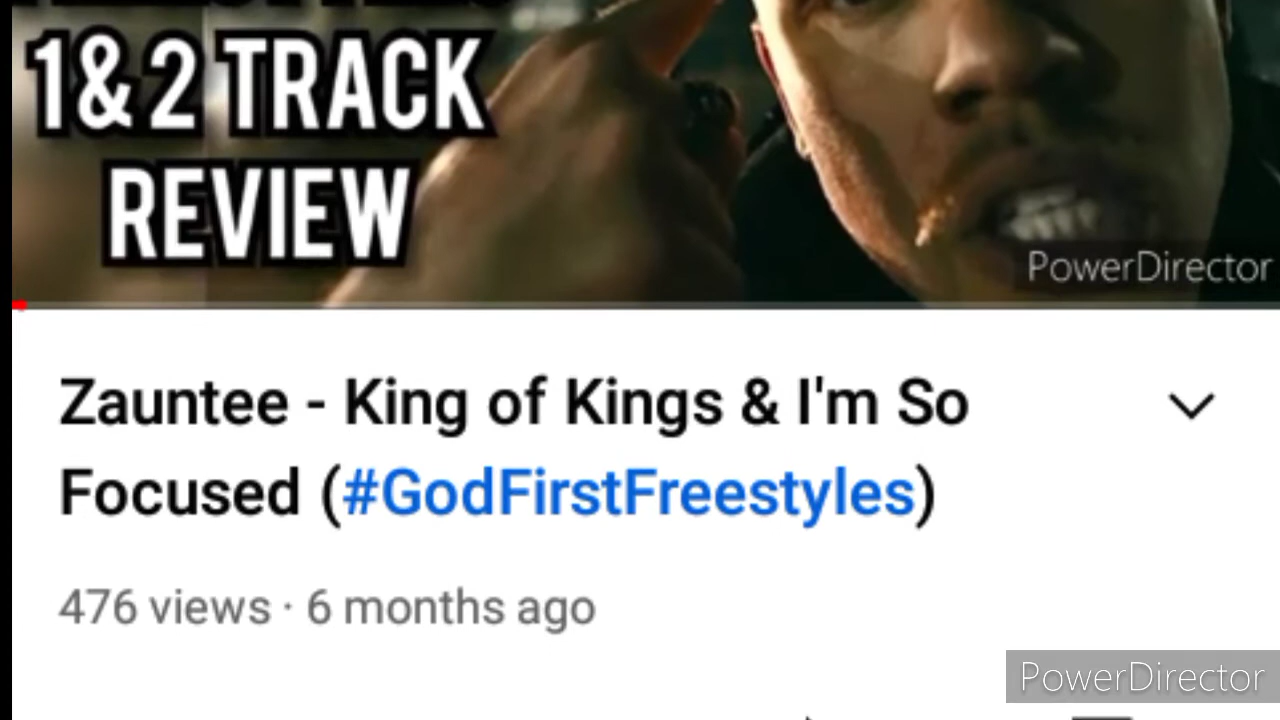 1 & 2 TRACK
REVIEW
PowerDirector
Zauntee - King of Kings & I'm So
Focused (#GodFirstFreestyles)
476 views · 6 months ago
PowerDirector